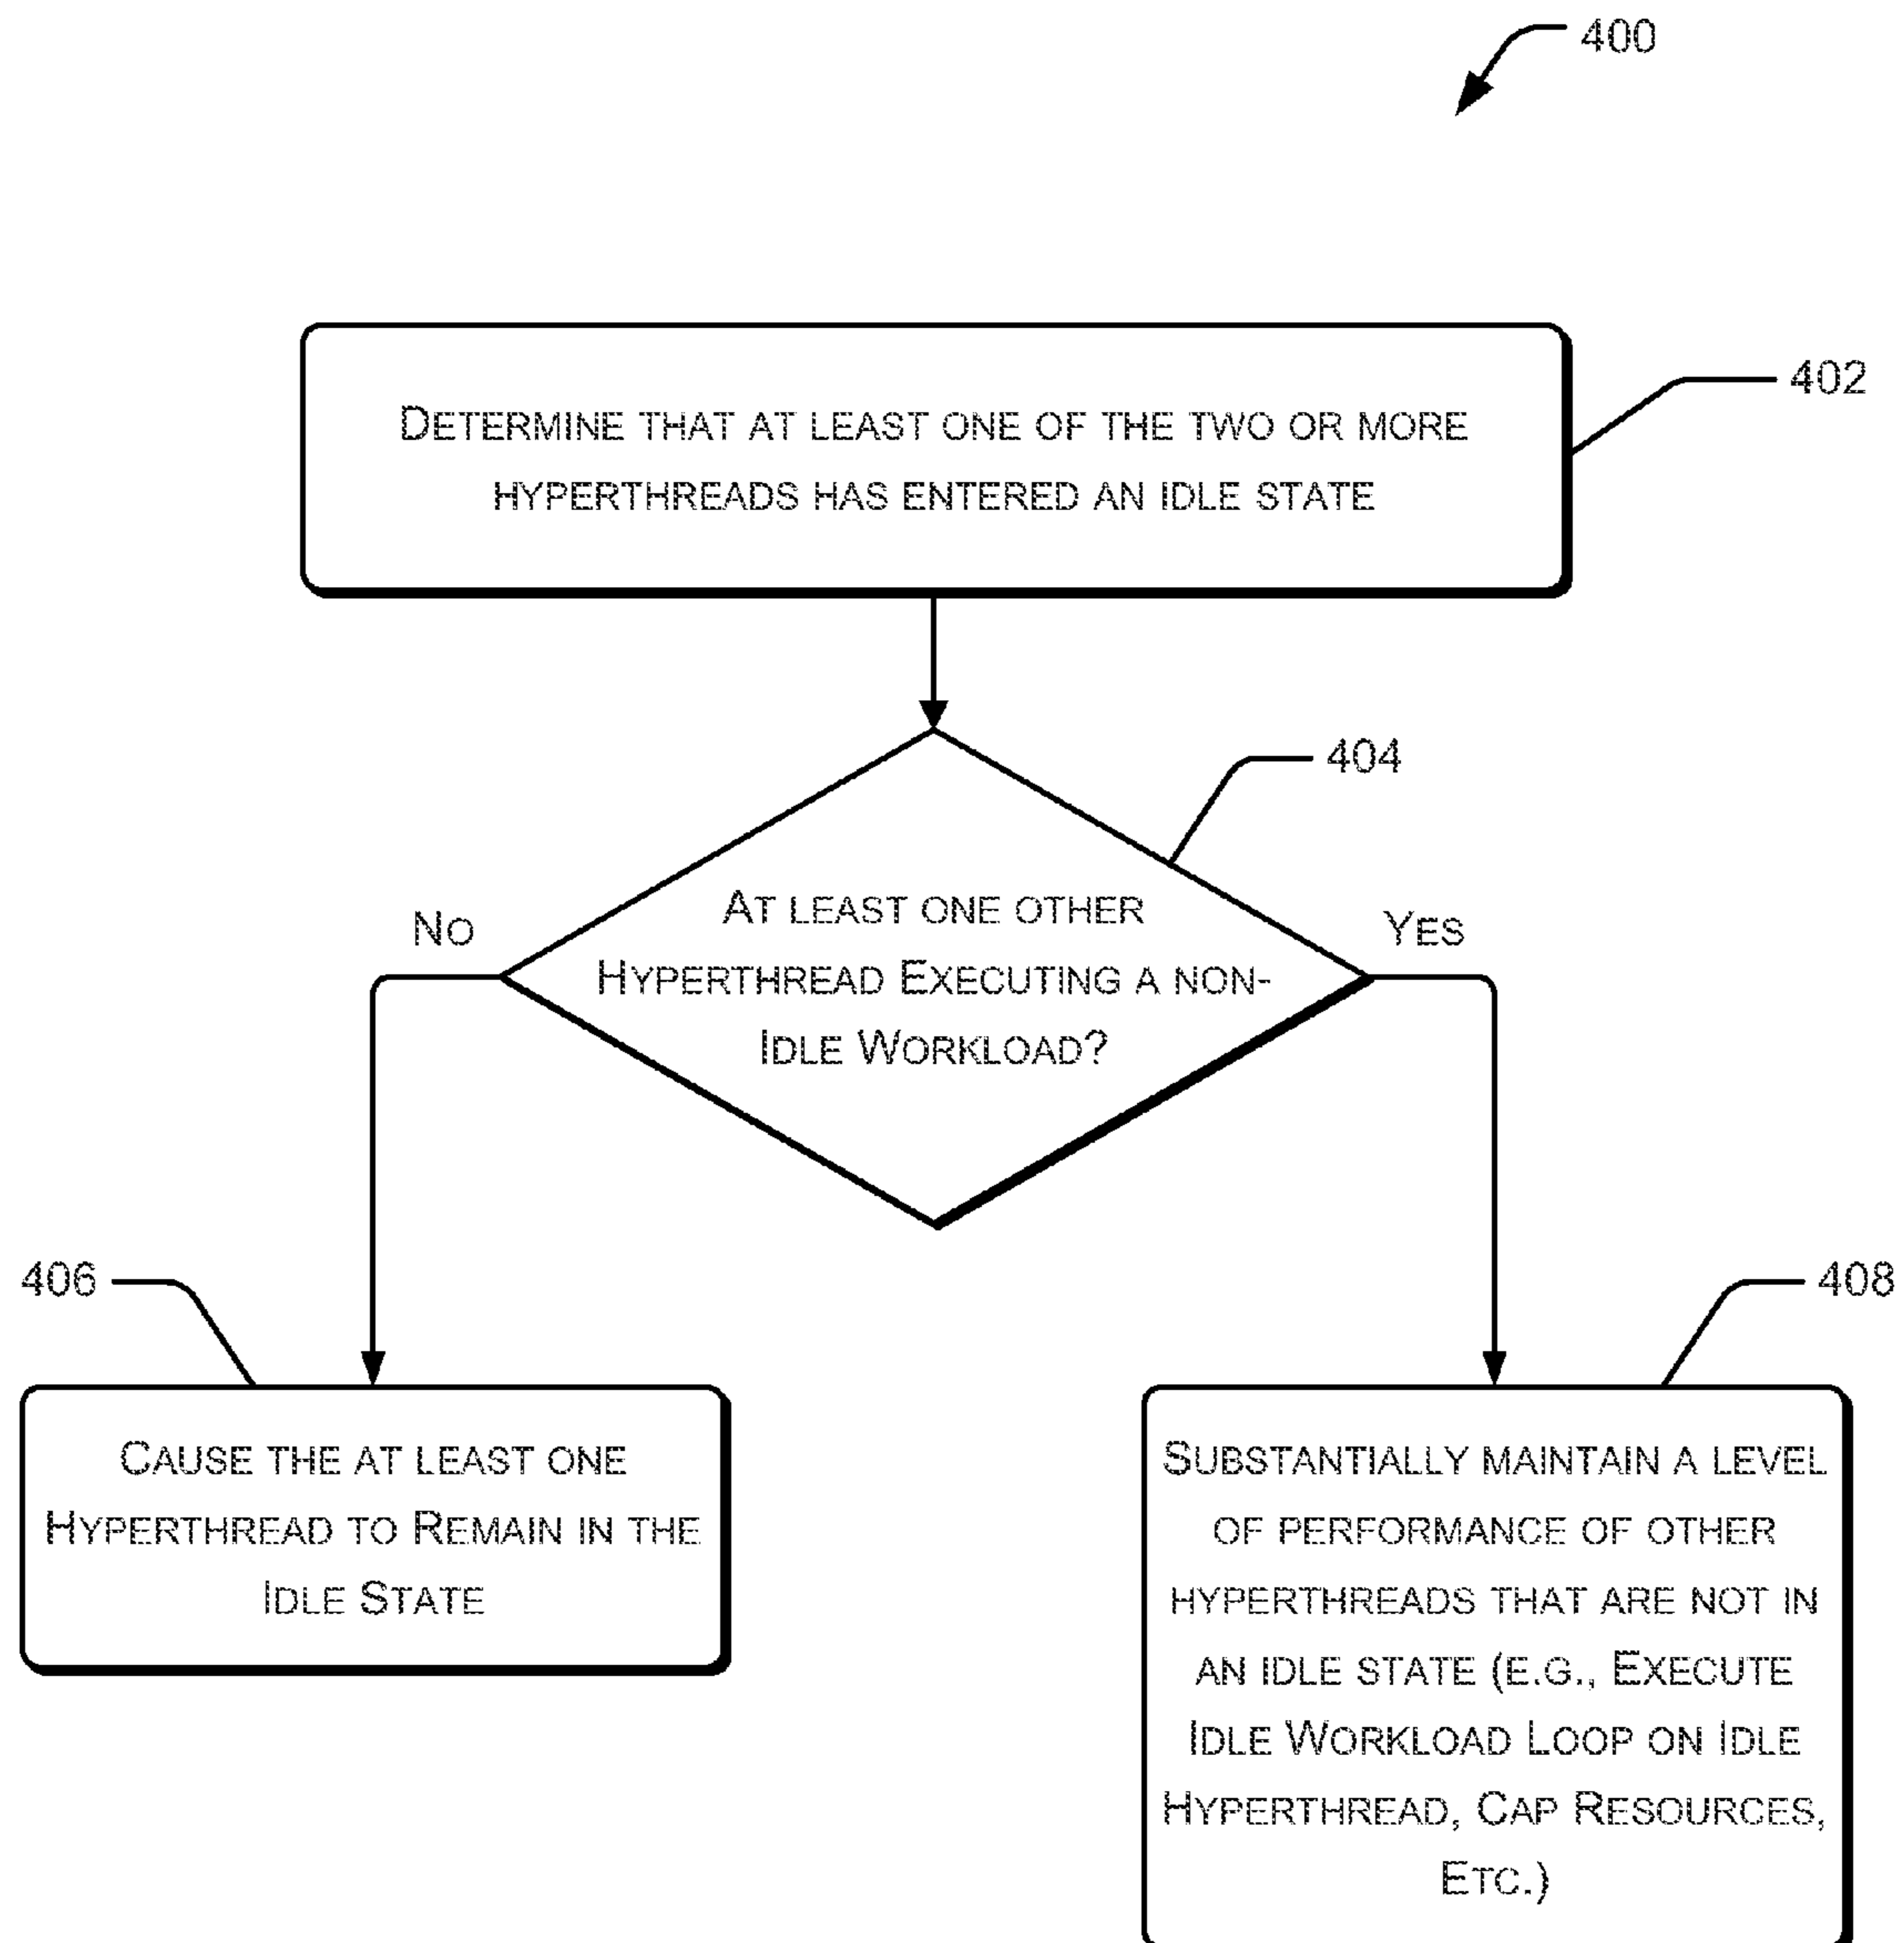 400
DETERMINE THAT AT LEAST ONE OF THE TWO OR MORE
HYPERTHREADS HAS ENTERED AN IDLE STATE
402
404
AT LEAST ONE OTHER
HYPERTHREAD EXECUTING A NON-
IDLE WORKLOAD?
NO
YES
406
CAUSE THE AT LEAST ONE
HYPERTHREAD TO REMAIN IN THE
IDLE STATE
408
SUBSTANTIALLY MAINTAIN A LEVEL
OF PERFORMANCE OF OTHER
HYPERTHREADS THAT ARE NOT IN
AN IDLE STATE (E.G., EXECUTE
IDLE WORKLOAD LOOP ON IDLE
HYPERTHREAD, CAP RESOURCES,
ETC.)